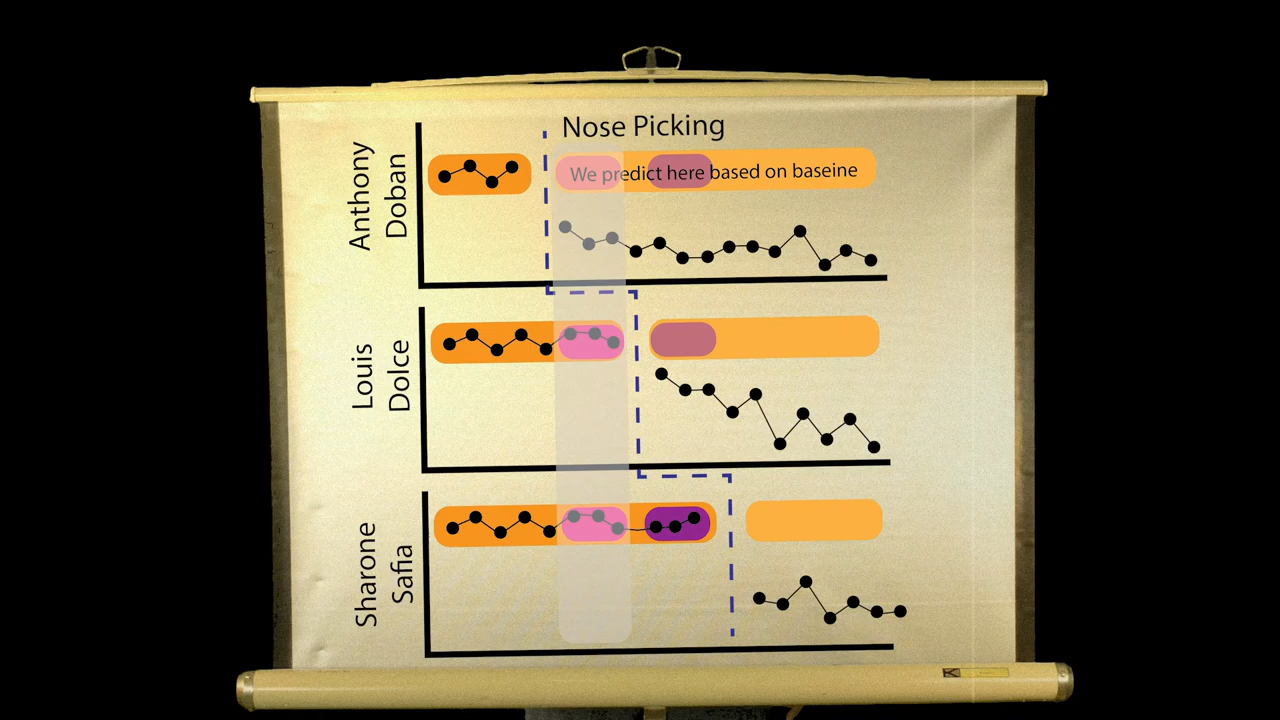 Nose Picking
Anthony
Doban
We predict here based on baseine
Louis
Dolce
Sharone
Safia